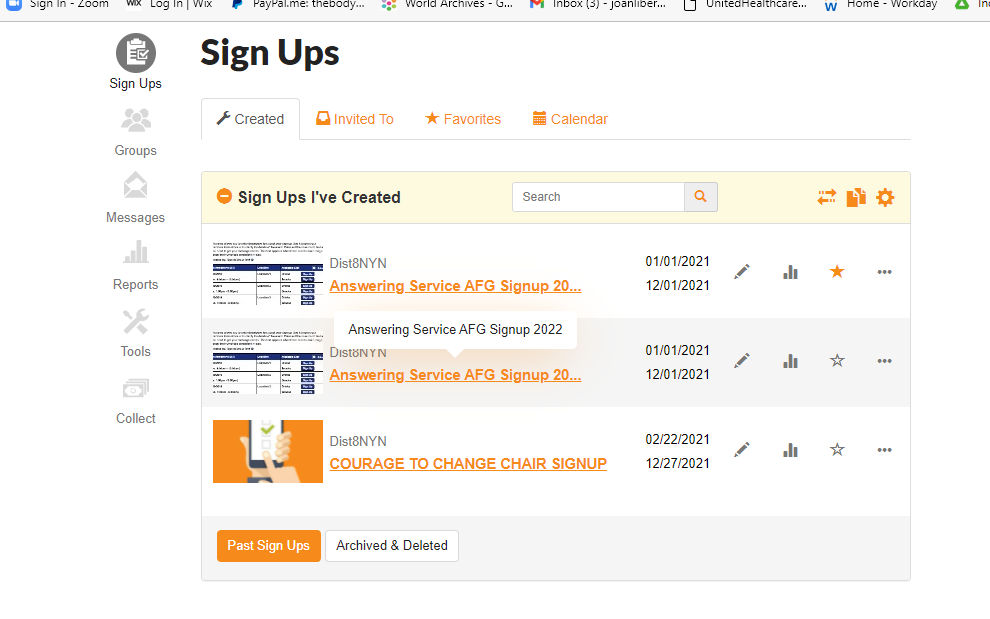 Sign In - Zoom
WIX Log In | Wix
PayPal.me: thebody...
World Archives - G...
Inbox (3) - joanliber...
UnitedHealthcare...
W Home - Workday
Sign Ups
Sign Ups
Groups
Messages
Reports
Tools
Collect
Created Invited To Favorites Calendar
Sign Ups I've Created Search
Dist8NYN 01/01/2021
Answering Service AFG Signup 20... 12/01/2021
Answering Service AFG Signup 2022
Dist8NYN 01/01/2021
Answering Service AFG Signup 20... 12/01/2021
Dist8NYN 02/22/2021
COURAGE TO CHANGE CHAIR SIGNUP 12/27/2021
Past Sign Ups Archived & Deleted